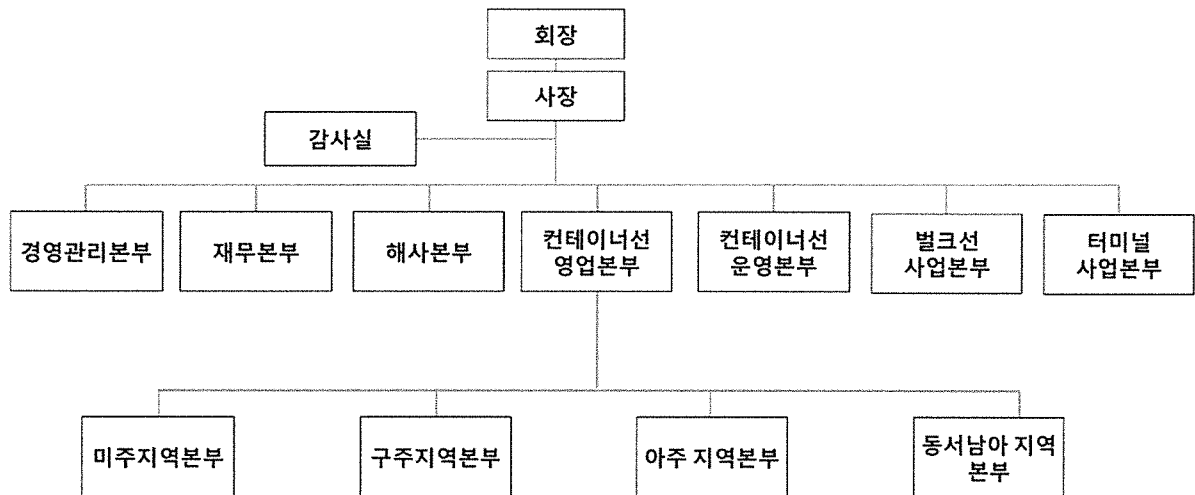 회장
사장
감사실
경영관리본부
재무본부
해사본부
컨테이너선
영업본부
컨테이너선
운영본부
벌크선
사업본부
터미널
사업본부
미주지역본부
구주지역본부
아주 지역본부
동서남아 지역
본부